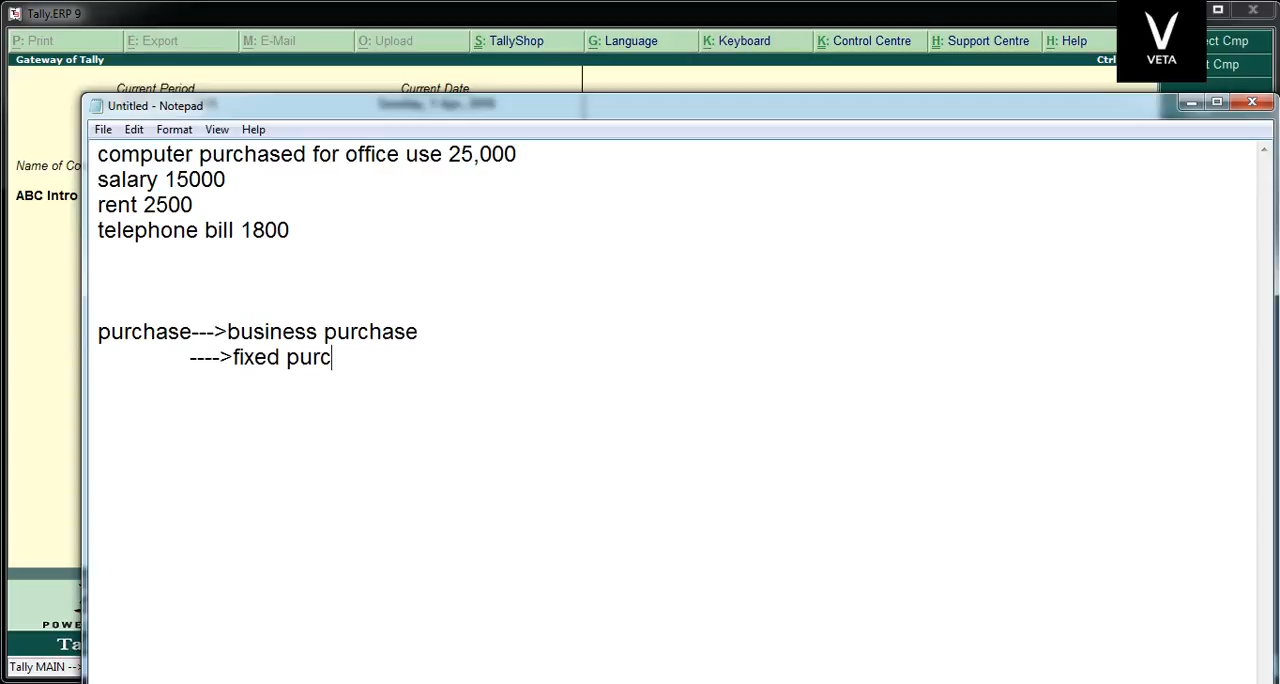 Tally.ERP 9
P: Print E: Export M: E-Mail O: Upload S: TallyShop G: Language K: Keyboard K: Control Centre H: Support Centre H: Help ect Cmp
Gateway of Tally Ctrl
t Cmp
VETA
Current Period Current Date
Untitled - Notepad
File Edit Format View Help
Name of Co
ABC Intro
computer purchased for office use 25,000
salary 15000
rent 2500
telephone bill 1800
purchase--->business purchase
---->fixed purc
POWE
Ta
Tally MAIN -->